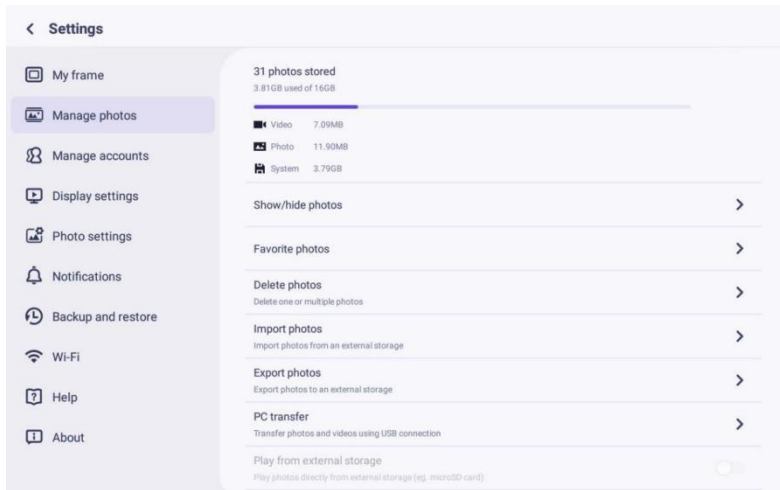 Settings
My frame
Manage photos
Manage accounts
Display settings
Photo settings
Notifications
Backup and restore
Wi-Fi
Help
About
31 photos stored
3.81GB used of 16GB
Video 7.09MB
Photo 11.90MB
System 3.79GB
Show/hide photos
Favorite photos
Delete photos
Delete one or multiple photos
Import photos
Import photos from an external storage
Export photos
Export photos to an external storage
PC transfer
Transfer photos and videos using USB connection
Play from external storage
Play photos directly from external storage (eg. microSD card)